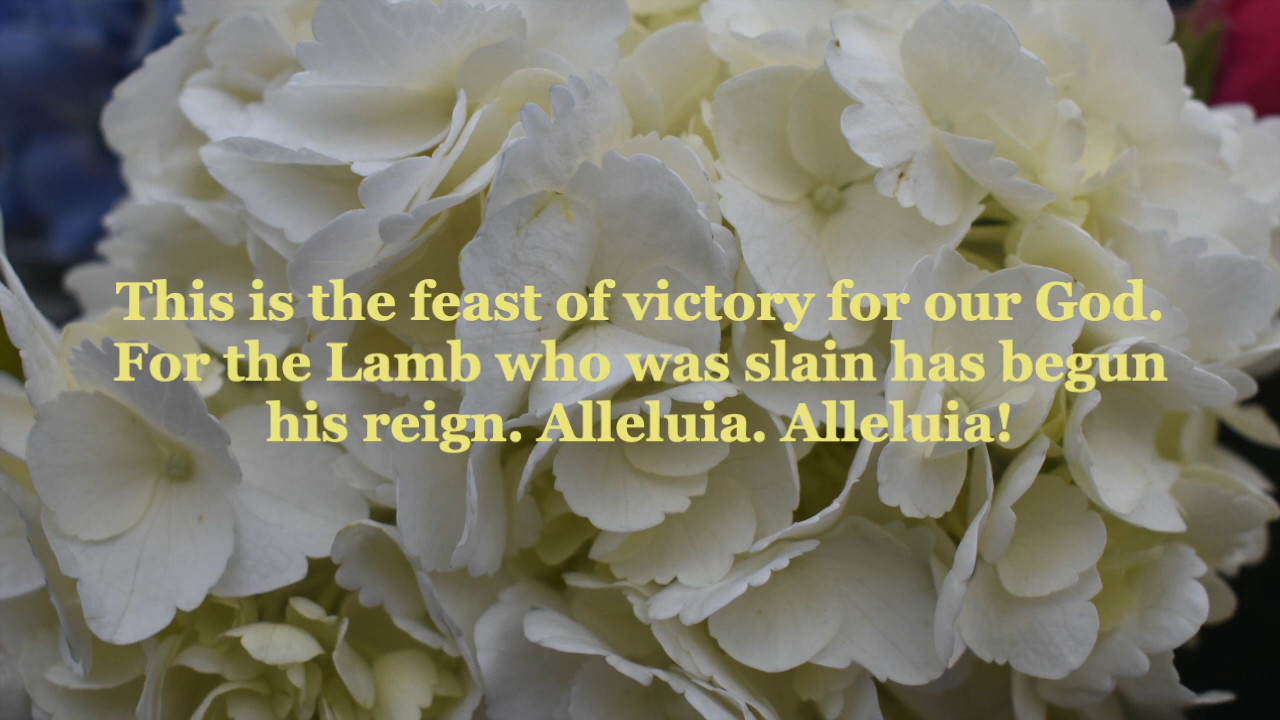 This is the feast of victory for our God.
For the Lamb who was slain has begun
his reign. Alleluia. Alleluia!